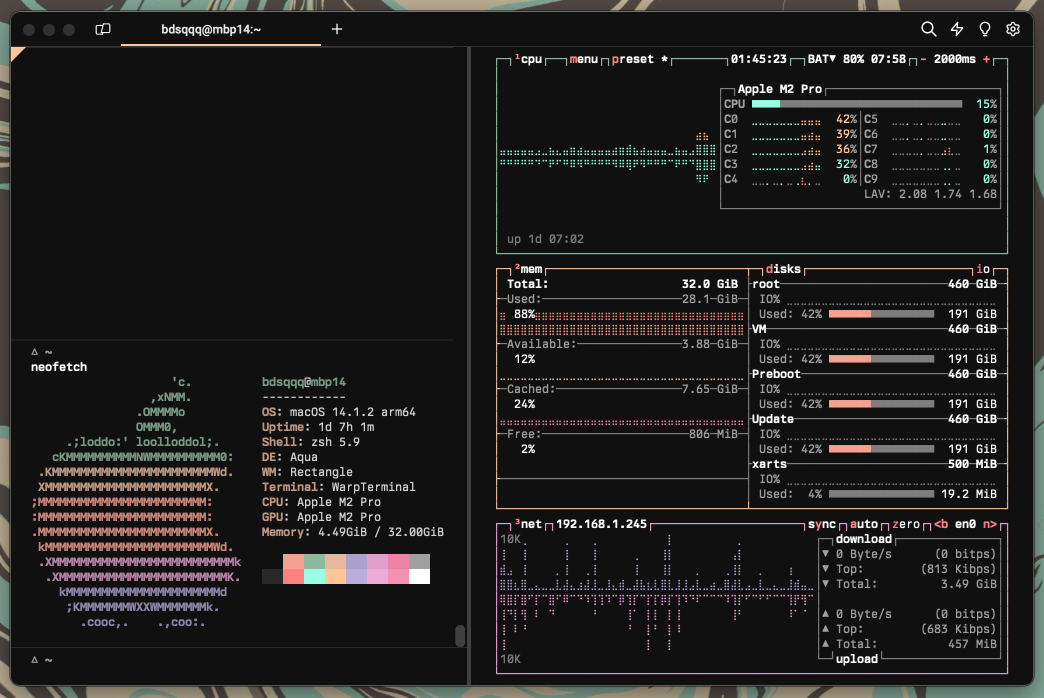 bdsqqq@mbp14:~
∆ ~
neofetch
'c.
,xNMM.
.OMMMMo
OMMM0,
.;loddo:' loolloddol;.
cKMMMMMMMMMMNWMMMMMMMMMM0:
.KMMMMMMMMMMMMMMMMMMMMMMMWd.
XMMMMMMMMMMMMMMMMMMMMMMMX.
;MMMMMMMMMMMMMMMMMMMMMMMM:
:MMMMMMMMMMMMMMMMMMMMMMMM:
.MMMMMMMMMMMMMMMMMMMMMMMMX.
kMMMMMMMMMMMMMMMMMMMMMMMMWd.
.XMMMMMMMMMMMMMMMMMMMMMMMMMMk
.XMMMMMMMMMMMMMMMMMMMMMMMMK.
kMMMMMMMMMMMMMMMMMMMMMMd
;KMMMMMMMWXXWMMMMMMMk.
.cooc,. .,coo:.
bdsqqq@mbp14
------------
OS: macOS 14.1.2 arm64
Uptime: 1d 7h 1m
Shell: zsh 5.9
DE: Aqua
WM: Rectangle
Terminal: WarpTerminal
CPU: Apple M2 Pro
GPU: Apple M2 Pro
Memory: 4.49GiB / 32.00GiB
∆ ~
¹cpu menu preset * 01:45:23 BAT▼ 80% 07:58 - 2000ms +
Apple M2 Pro
CPU 15%
C0 42% C5 0%
C1 39% C6 0%
C2 36% C7 1%
C3 32% C8 0%
C4 0% C9 0%
LAV: 2.08 1.74 1.68
up 1d 07:02
²mem
Total: 32.0 GiB
Used: 28.1 GiB
88%
Available: 3.88 GiB
12%
Cached: 7.65 GiB
24%
Free: 806 MiB
2%
disks io
root 460 GiB
IO%
Used: 42% 191 GiB
VM 460 GiB
IO%
Used: 42% 191 GiB
Preboot 460 GiB
IO%
Used: 42% 191 GiB
Update 460 GiB
IO%
Used: 42% 191 GiB
xarts 500 MiB
IO%
Used: 4% 19.2 MiB
³net 192.168.1.245 sync auto zero <b en0 n>
10K
10K
download
▼ 0 Byte/s (0 bitps)
▼ Top: (813 Kibps)
▼ Total: 3.49 GiB
▲ 0 Byte/s (0 bitps)
▲ Top: (683 Kibps)
▲ Total: 457 MiB
upload